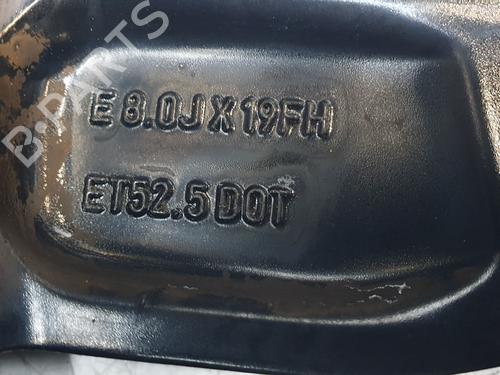 B-PARTS
E 8.0J X 19FH
ET52.5 DOT